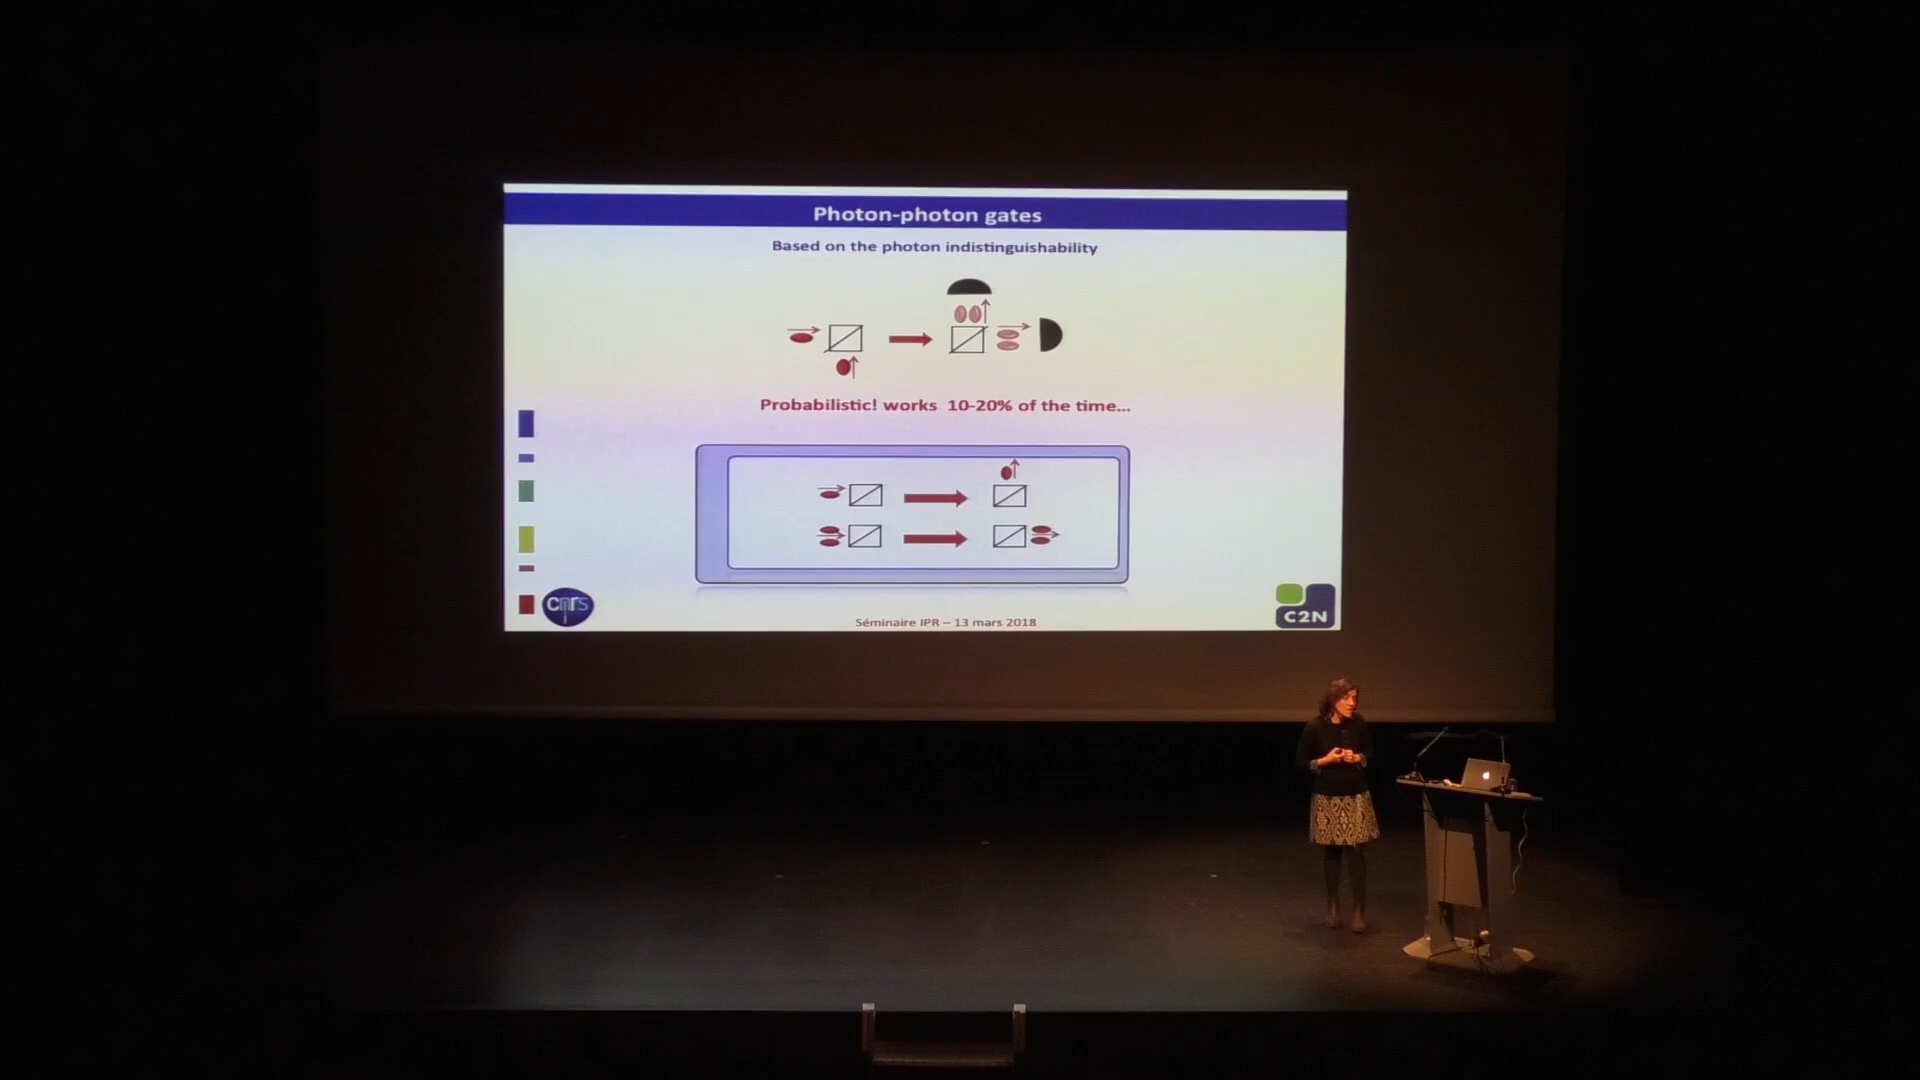 Photon-photon gates
Based on the photon indistinguishability
Probabilistic! works 10-20% of the time...
cnrs
C2N
Séminaire IPR – 13 mars 2018